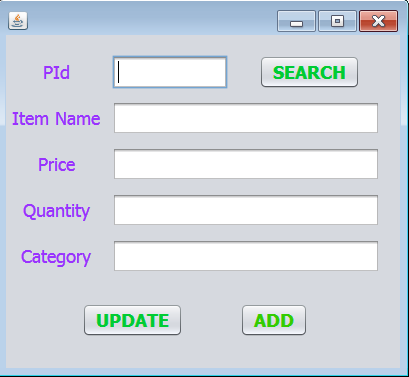 PId SEARCH
Item Name
Price
Quantity
Category
UPDATE ADD